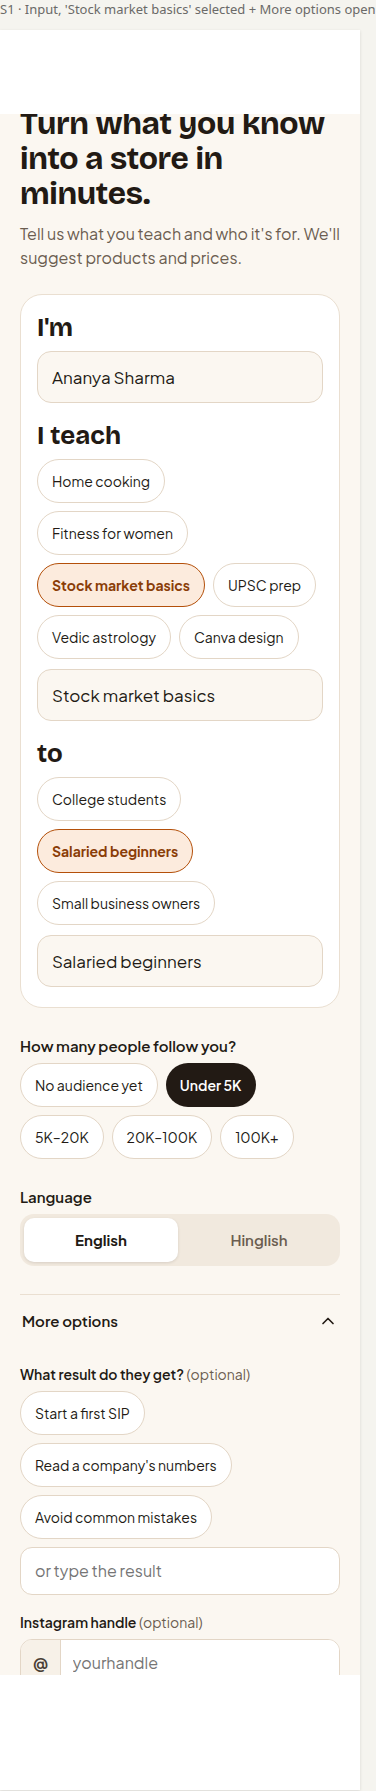 S1 · Input, 'Stock market basics' selected + More options open
Turn what you know
into a store in
minutes.
Tell us what you teach and who it's for. We'll
suggest products and prices.
I'm
Ananya Sharma
I teach
Home cooking
Fitness for women
Stock market basics
UPSC prep
Vedic astrology
Canva design
Stock market basics
to
College students
Salaried beginners
Small business owners
Salaried beginners
How many people follow you?
No audience yet
Under 5K
5K–20K
20K–100K
100K+
Language
English
Hinglish
More options
What result do they get? (optional)
Start a first SIP
Read a company's numbers
Avoid common mistakes
or type the result
Instagram handle (optional)
@
yourhandle